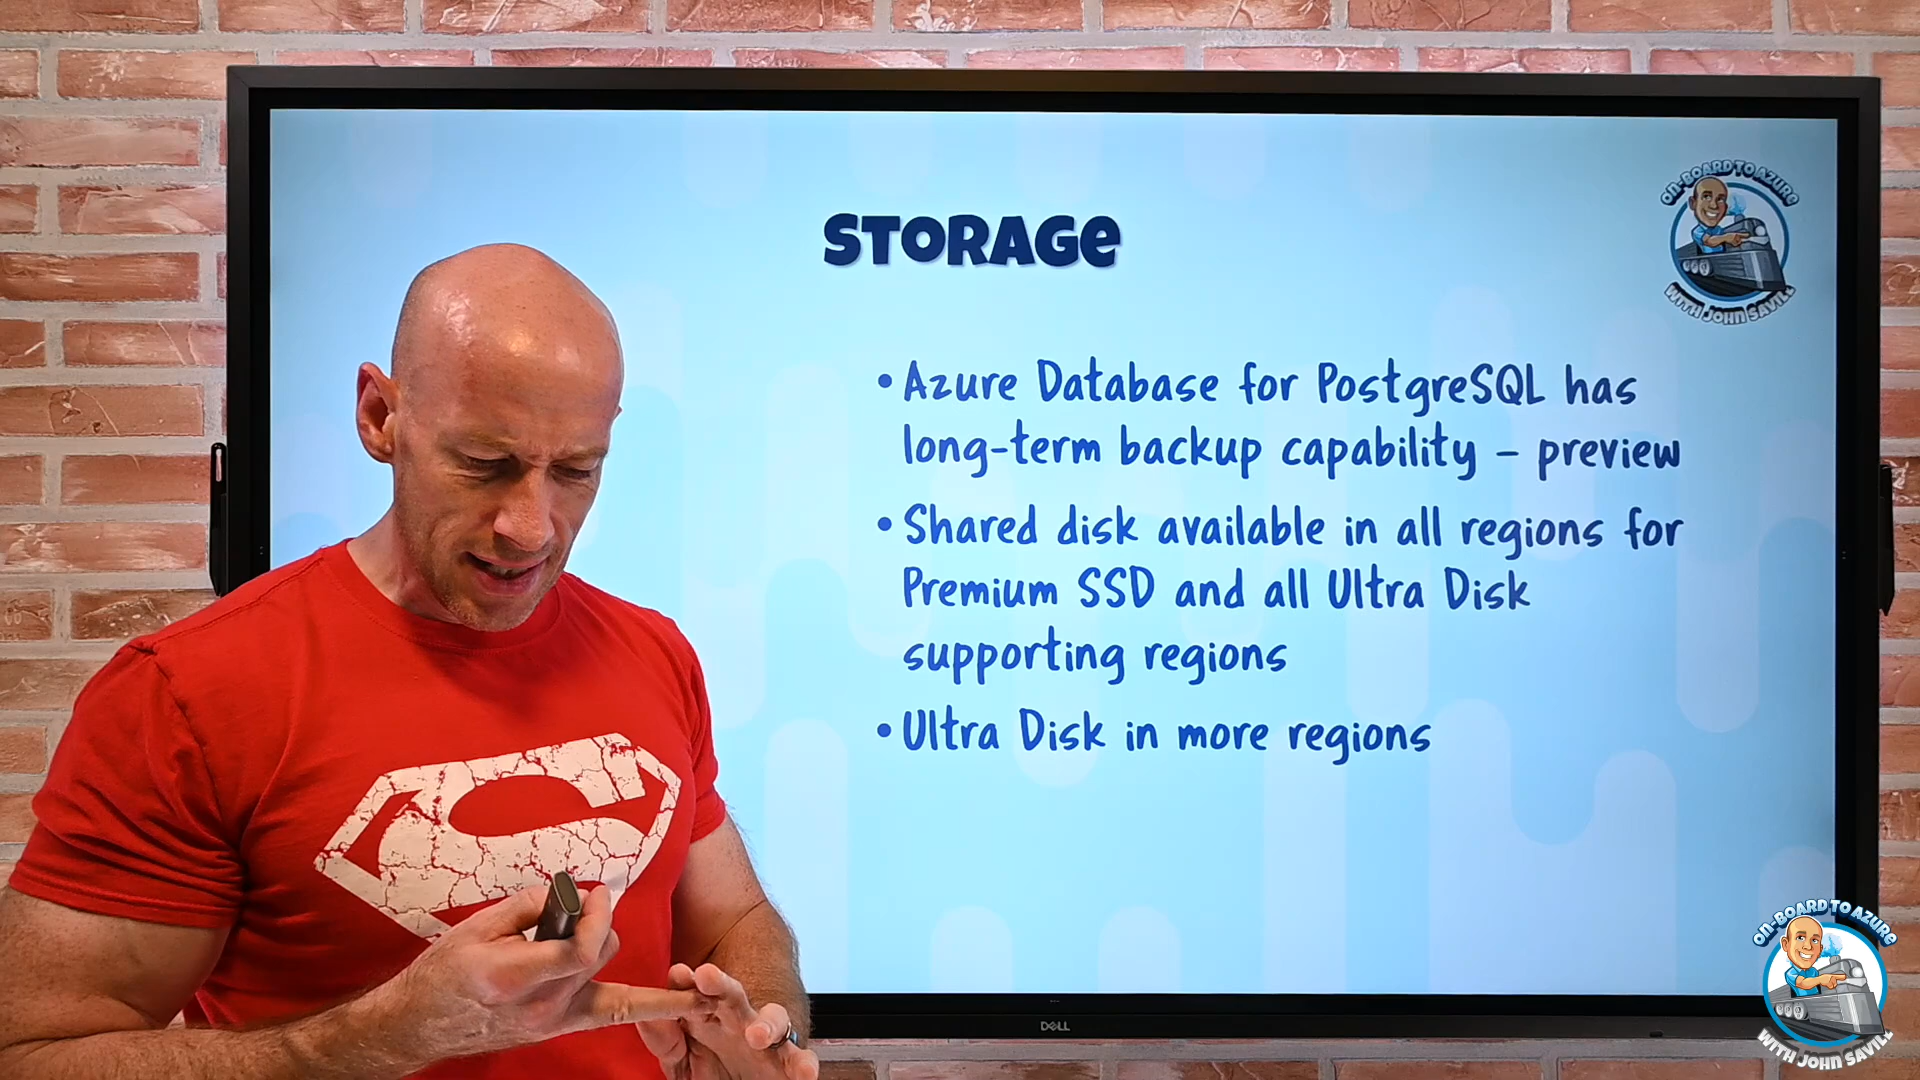 ON-BOARD TO AZURE
WITH JOHN SAVILL
STORAGE
• Azure Database for PostgreSQL has
long-term backup capability – preview
• Shared disk available in all regions for
Premium SSD and all Ultra Disk
supporting regions
• Ultra Disk in more regions
ON-BOARD TO AZURE
WITH JOHN SAVILL
DELL